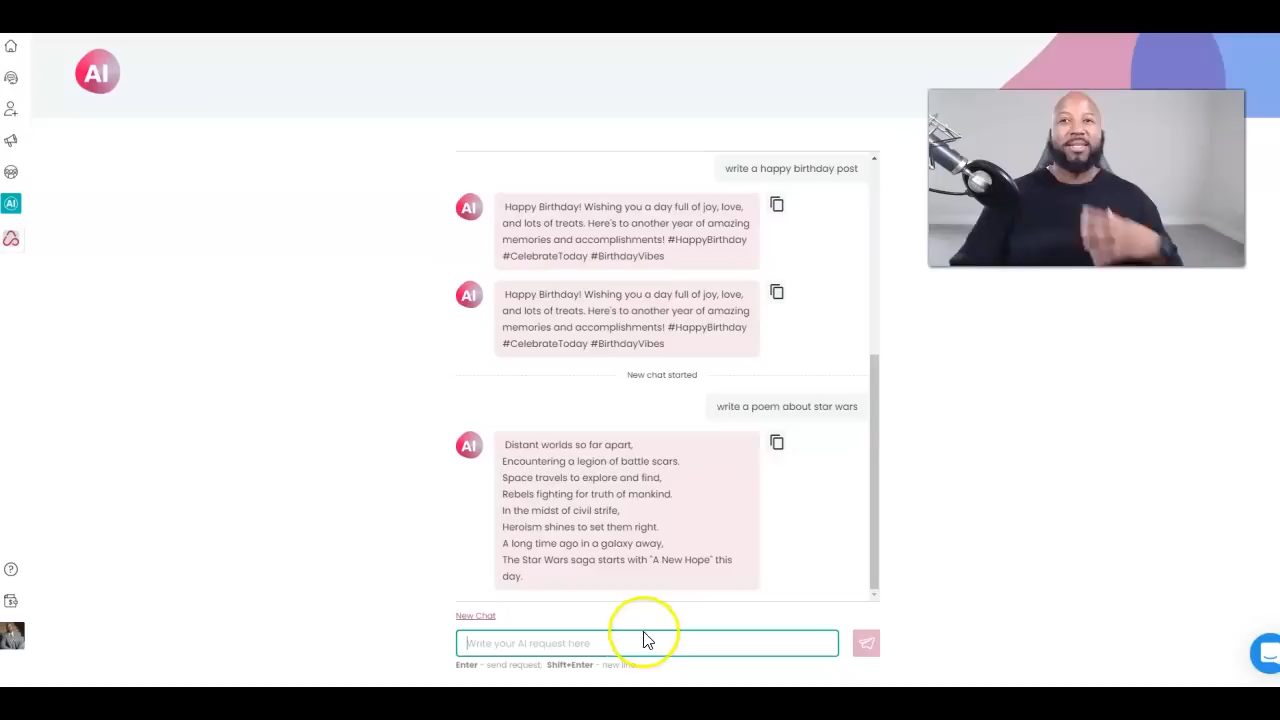 AI
AI
write a happy birthday post
AI
Happy Birthday! Wishing you a day full of joy, love,
and lots of treats. Here's to another year of amazing
memories and accomplishments! #HappyBirthday
#CelebrateToday #BirthdayVibes
AI
Happy Birthday! Wishing you a day full of joy, love,
and lots of treats. Here's to another year of amazing
memories and accomplishments! #HappyBirthday
#CelebrateToday #BirthdayVibes
New chat started
write a poem about star wars
AI
Distant worlds so far apart,
Encountering a legion of battle scars.
Space travels to explore and find,
Rebels fighting for truth of mankind.
In the midst of civil strife,
Heroism shines to set them right.
A long time ago in a galaxy away,
The Star Wars saga starts with "A New Hope" this
day.
New Chat
Write your AI request here
Enter - send request, Shift+Enter - new line